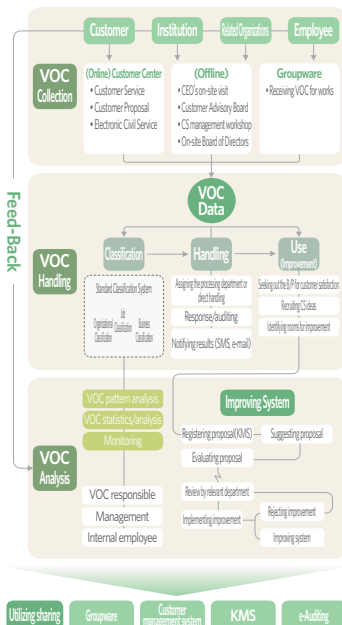 Customer
Institution
Related Organizations
Employee
VOC
Collection
(Online) Customer Center
• Customer Service
• Customer Proposal
• Electronic Civil Service
(Offline)
• CEO's on-site visit
• Customer Advisory Board
• CS management workshop
• On-site Board of Directors
Groupware
• Receiving VOC for works
Feed-Back
VOC
Data
VOC
Handling
Classification
Handling
Use
(Improvement)
Standard Classification System
Organizational
Classification
Job
Classification
Business
Classification
Assigning the processing department or
direct handling
Response/auditing
Notifying results (SMS, e-mail)
Seeking out the B/P for customer satisfaction
Recruiting CS ideas
Identifying rooms for improvement
VOC
Analysis
VOC pattern analysis
VOC statistics/analysis
Monitoring
VOC responsible
Management
Internal employee
Improving System
Registering proposal(KMS)
Suggesting proposal
Evaluating proposal
Review by relevant department
Rejecting improvement
Implementing improvement
Improving system
Utilizing sharing
Groupware
Customer
management system
KMS
e-Auditing